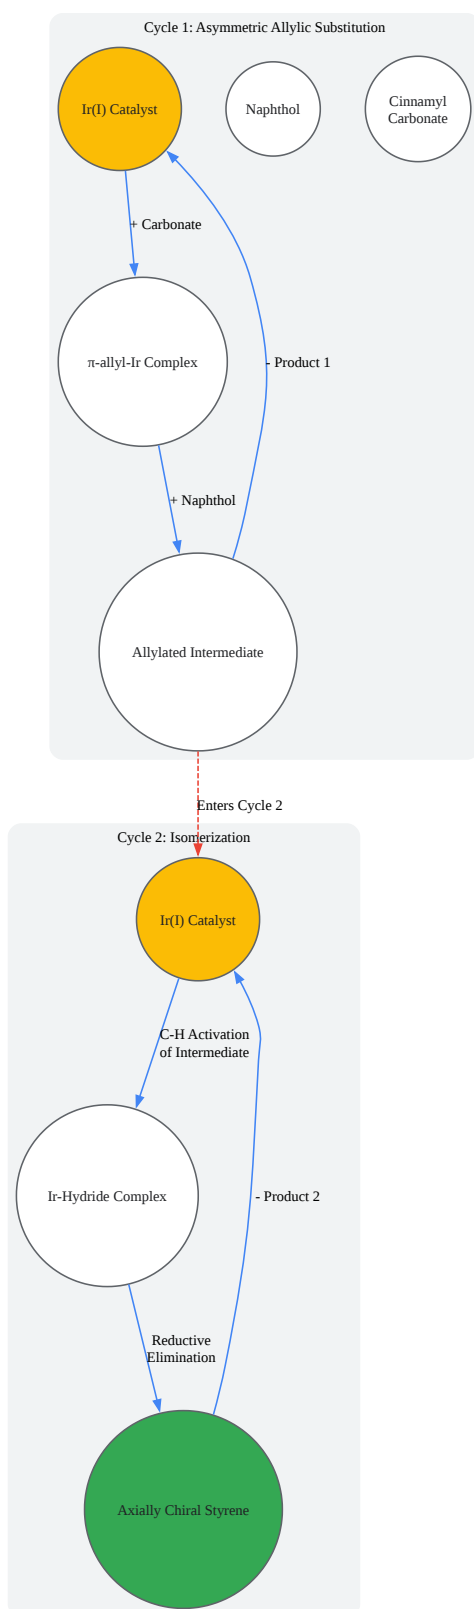 Cycle 1: Asymmetric Allylic Substitution
Ir(I) Catalyst
Naphthol
Cinnamyl
Carbonate
+ Carbonate
π-allyl-Ir Complex
- Product 1
+ Naphthol
Allylated Intermediate
Enters Cycle 2
Cycle 2: Isomerization
Ir(I) Catalyst
C-H Activation
of Intermediate
Ir-Hydride Complex
- Product 2
Reductive
Elimination
Axially Chiral Styrene